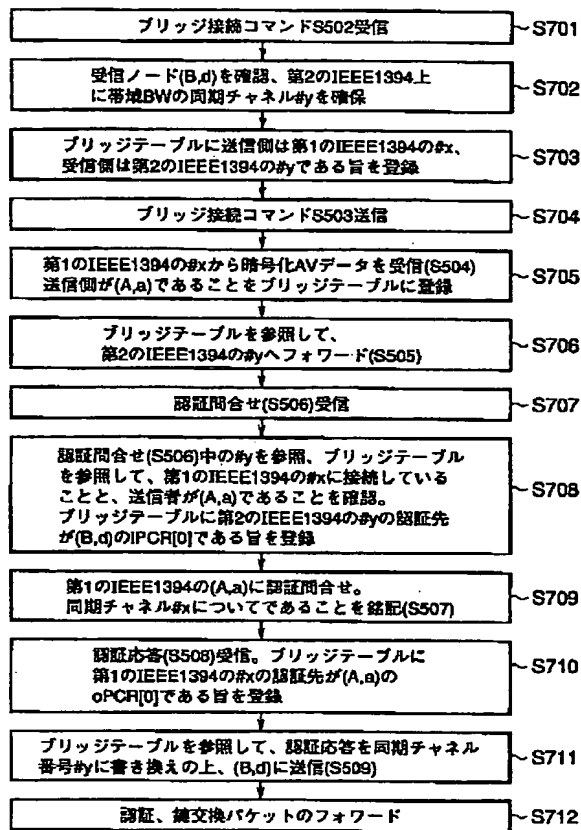 ブリッジ接続コマンドS502受信
S701
受信ノード(B,d)を確認、第2のIEEE1394上
に帯域BWの同期チャネル#yを確保
S702
ブリッジテーブルに送信側は第1のIEEE1394の#x、
受信側は第2のIEEE1394の#yである旨を登録
S703
ブリッジ接続コマンドS503送信
S704
第1のIEEE1394の#xから暗号化AVデータを受信(S504)
送信側が(A,a)であることをブリッジテーブルに登録
S705
ブリッジテーブルを参照して、
第2のIEEE1394の#yへフォワード(S505)
S706
認証問合せ(S506)受信
S707
認証問合せ(S506)中の#yを参照、ブリッジテーブル
を参照して、第1のIEEE1394の#xに接続している
ことと、送信者が(A,a)であることを確認。
ブリッジテーブルに第2のIEEE1394の#yの認証先
が(B,d)のiPCR[0]である旨を登録
S708
第1のIEEE1394の(A,a)に認証問合せ。
同期チャネル#xについてであることを銘記(S507)
S709
認証応答(S508)受信。ブリッジテーブルに
第1のIEEE1394の#xの認証先が(A,a)の
oPCR[0]である旨を登録
S710
ブリッジテーブルを参照して、認証応答を同期チャネル
番号#yに書き換えの上、(B,d)に送信(S509)
S711
認証、鍵交換パケットのフォワード
S712